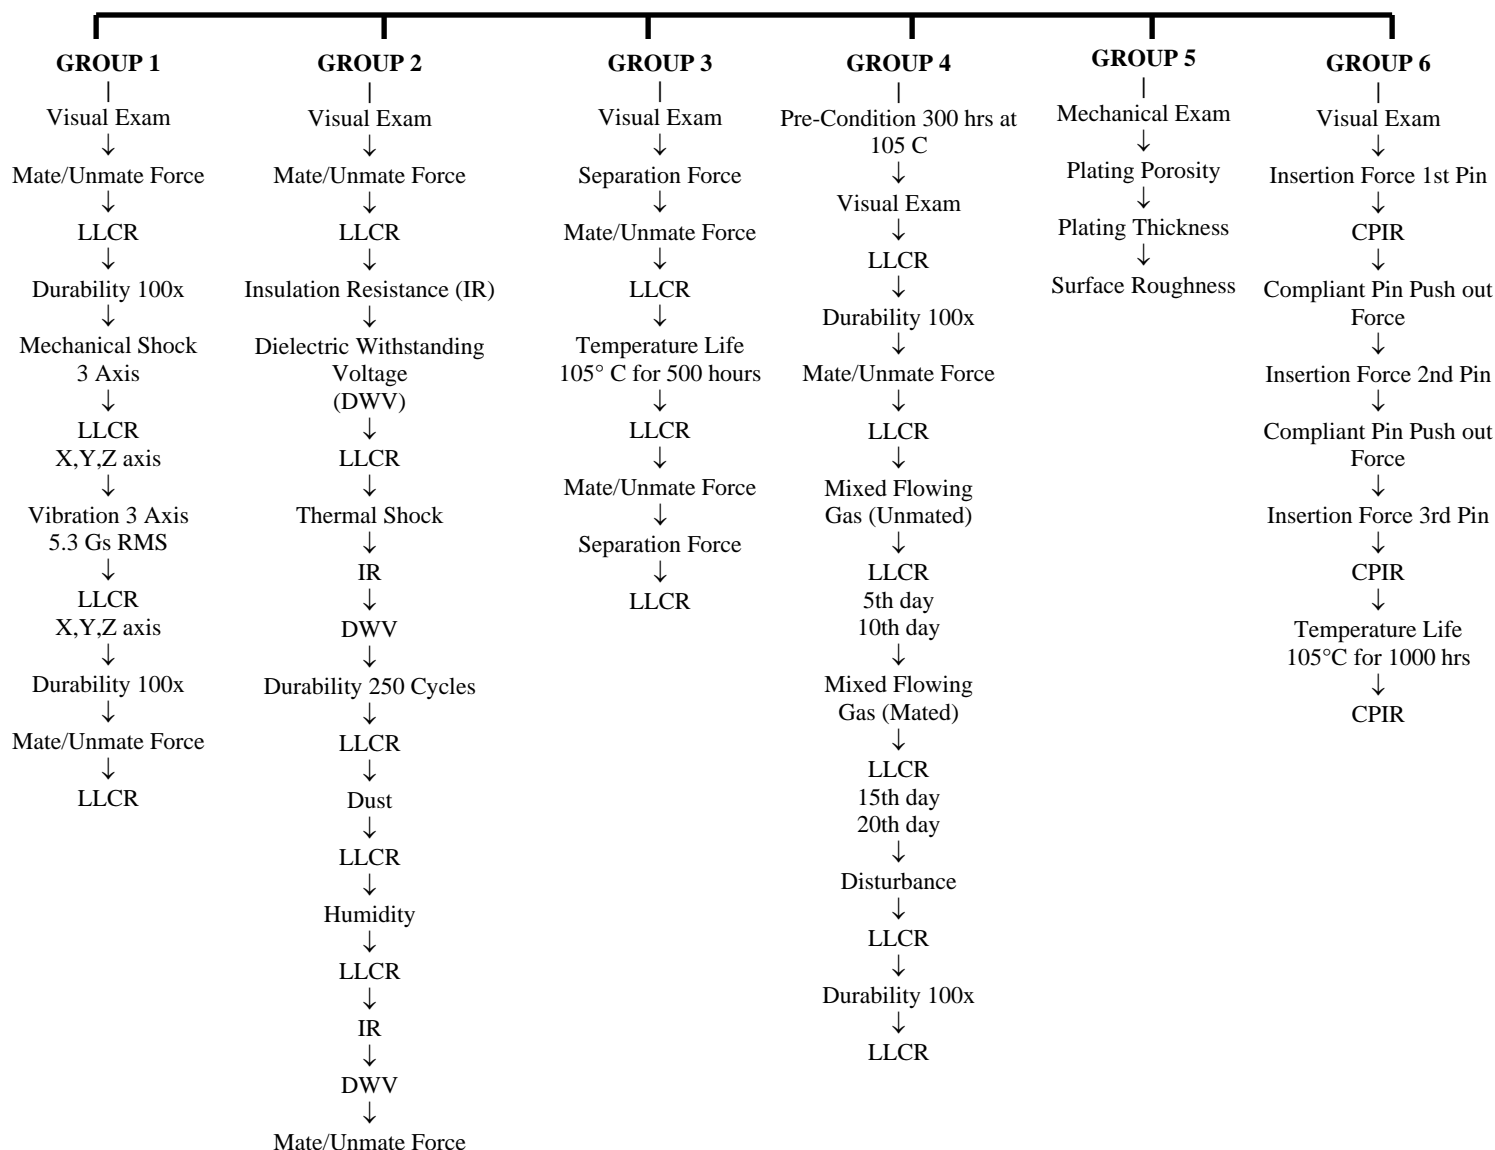 GROUP 1
Visual Exam
Mate/Unmate Force
LLCR
Durability 100x
Mechanical Shock
3 Axis
LLCR
X,Y,Z axis
Vibration 3 Axis
5.3 Gs RMS
LLCR
X,Y,Z axis
Durability 100x
Mate/Unmate Force
LLCR
GROUP 2
Visual Exam
Mate/Unmate Force
LLCR
Insulation Resistance (IR)
Dielectric Withstanding
Voltage
(DWV)
LLCR
Thermal Shock
IR
DWV
Durability 250 Cycles
LLCR
Dust
LLCR
Humidity
LLCR
IR
DWV
Mate/Unmate Force
GROUP 3
Visual Exam
Separation Force
Mate/Unmate Force
LLCR
Temperature Life
105° C for 500 hours
LLCR
Mate/Unmate Force
Separation Force
LLCR
GROUP 4
Pre-Condition 300 hrs at
105 C
Visual Exam
LLCR
Durability 100x
Mate/Unmate Force
LLCR
Mixed Flowing
Gas (Unmated)
LLCR
5th day
10th day
Mixed Flowing
Gas (Mated)
LLCR
15th day
20th day
Disturbance
LLCR
Durability 100x
LLCR
GROUP 5
Mechanical Exam
Plating Porosity
Plating Thickness
Surface Roughness
GROUP 6
Visual Exam
Insertion Force 1st Pin
CPIR
Compliant Pin Push out
Force
Insertion Force 2nd Pin
Compliant Pin Push out
Force
Insertion Force 3rd Pin
CPIR
Temperature Life
105°C for 1000 hrs
CPIR